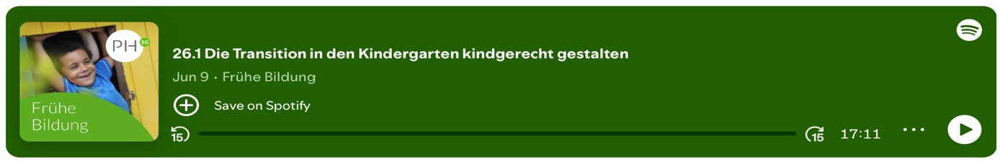 PH SG
Frühe
Bildung
26.1 Die Transition in den Kindergarten kindgerecht gestalten
Jun 9 • Frühe Bildung
Save on Spotify
15
15
17:11